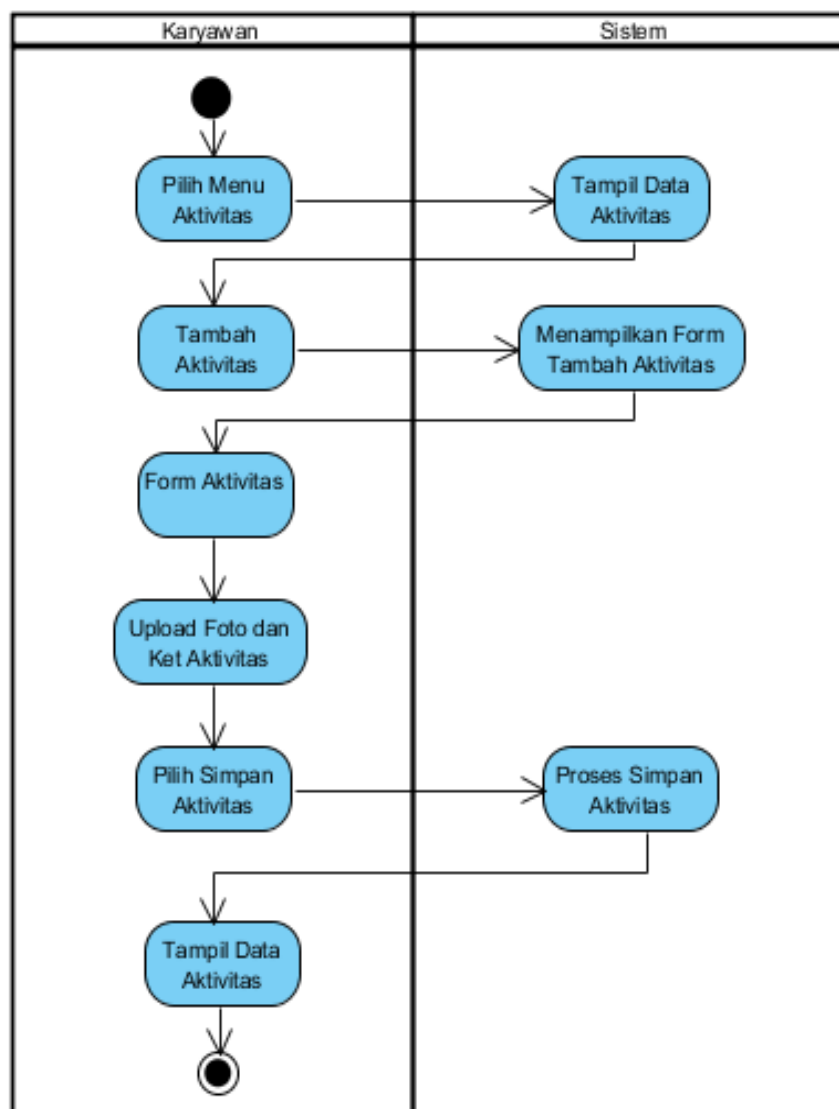 Karyawan
Sistem
Pilih Menu
Aktivitas
Tampil Data
Aktivitas
Tambah
Aktivitas
Menampilkan Form
Tambah Aktivitas
Form Aktivitas
Upload Foto dan
Ket Aktivitas
Pilih Simpan
Aktivitas
Proses Simpan
Aktivitas
Tampil Data
Aktivitas